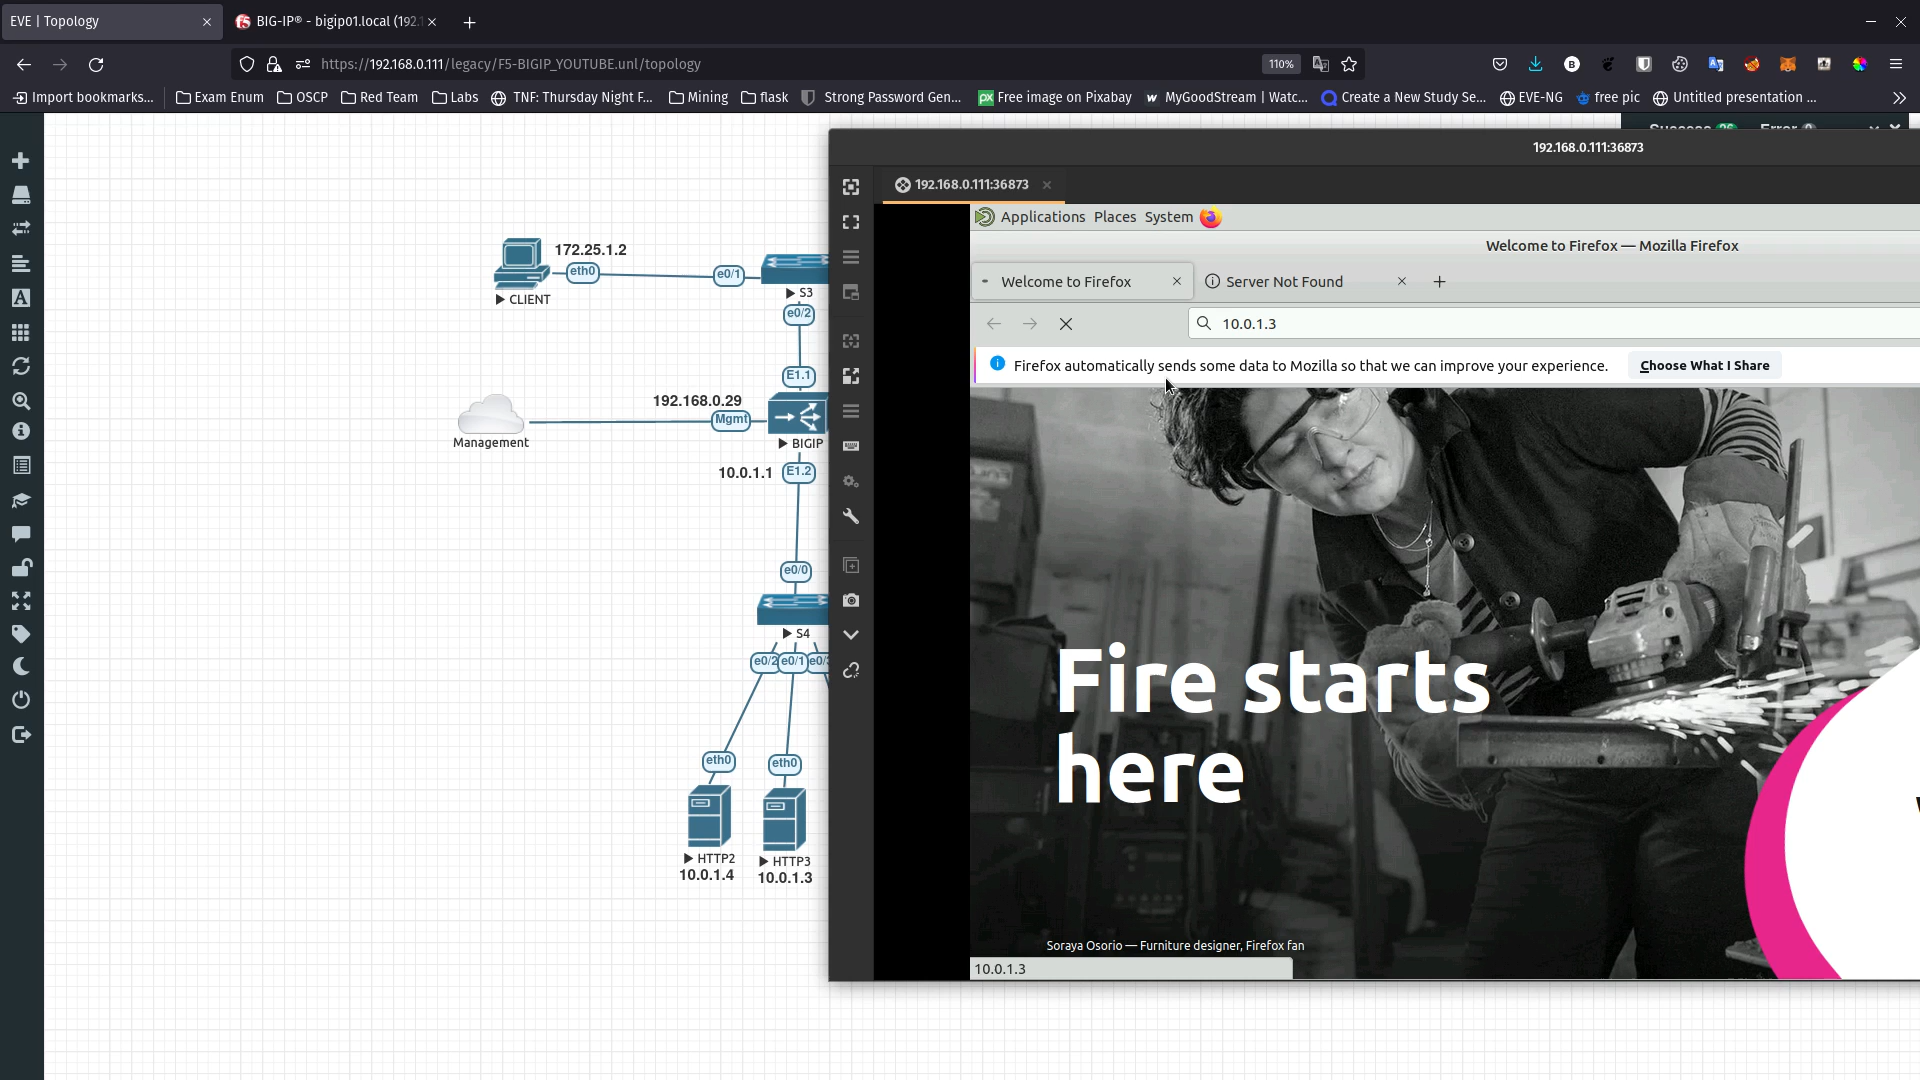 EVE | Topology
BIG-IP® - bigip01.local (192.1
110%
https://192.168.0.111/legacy/F5-BIGIP_YOUTUBE.unl/topology
Import bookmarks...
Exam Enum
OSCP
Red Team
Labs
TNF: Thursday Night F...
Mining
flask
Strong Password Gen...
Free image on Pixabay
MyGoodStream | Watc...
Create a New Study Se...
EVE-NG
free pic
Untitled presentation ...
192.168.0.111:36873
192.168.0.111:36873
Applications Places System
Welcome to Firefox — Mozilla Firefox
Welcome to Firefox
Server Not Found
10.0.1.3
Firefox automatically sends some data to Mozilla so that we can improve your experience.
Choose What I Share
172.25.1.2
eth0
e0/1
CLIENT
S3
e0/2
E1.1
192.168.0.29
Mgmt
Management
BIGIP
10.0.1.1
E1.2
e0/0
S4
e0/2
e0/1
e0/
eth0
eth0
HTTP2
HTTP3
10.0.1.4
10.0.1.3
Fire starts
here
Soraya Osorio — Furniture designer, Firefox fan
10.0.1.3